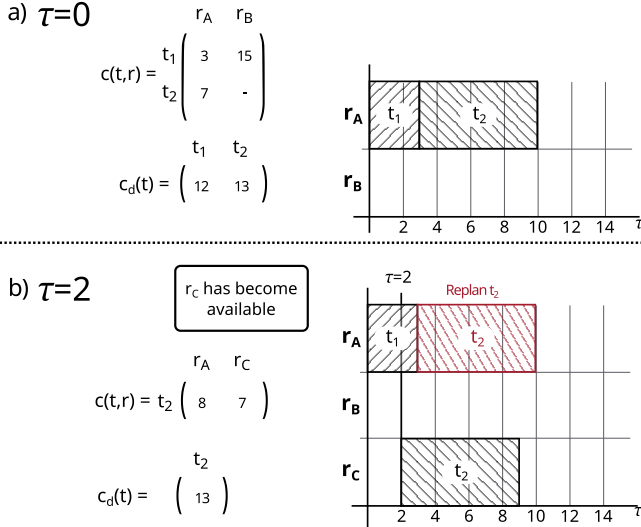 a) τ=0
r_A r_B
c(t,r) =
t_1 3 15
t_2 7 -
t_1 t_2
c_d(t) = ( 12 13 )
r_A t_1 t_2
r_B
2 4 6 8 10 12 14 τ
b) τ=2
r_C has become
available
r_A r_C
c(t,r) = t_2 ( 8 7 )
t_2
c_d(t) = ( 13 )
τ=2
Replan t_2
r_A t_1 t_2
r_B
r_C t_2
2 4 6 8 10 12 14 τ